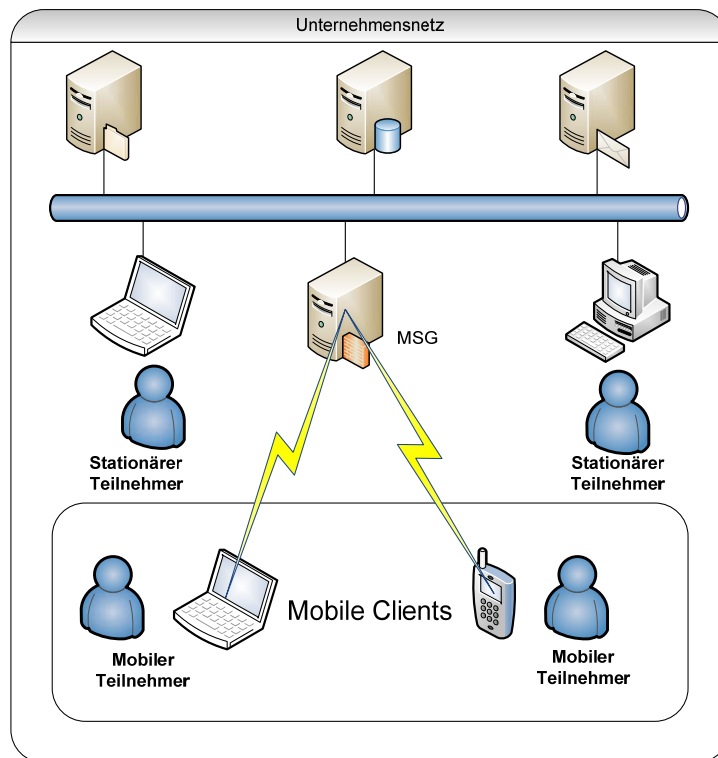 Unternehmensnetz
MSG
Stationärer
Teilnehmer
Stationärer
Teilnehmer
Mobile Clients
Mobiler
Teilnehmer
Mobiler
Teilnehmer